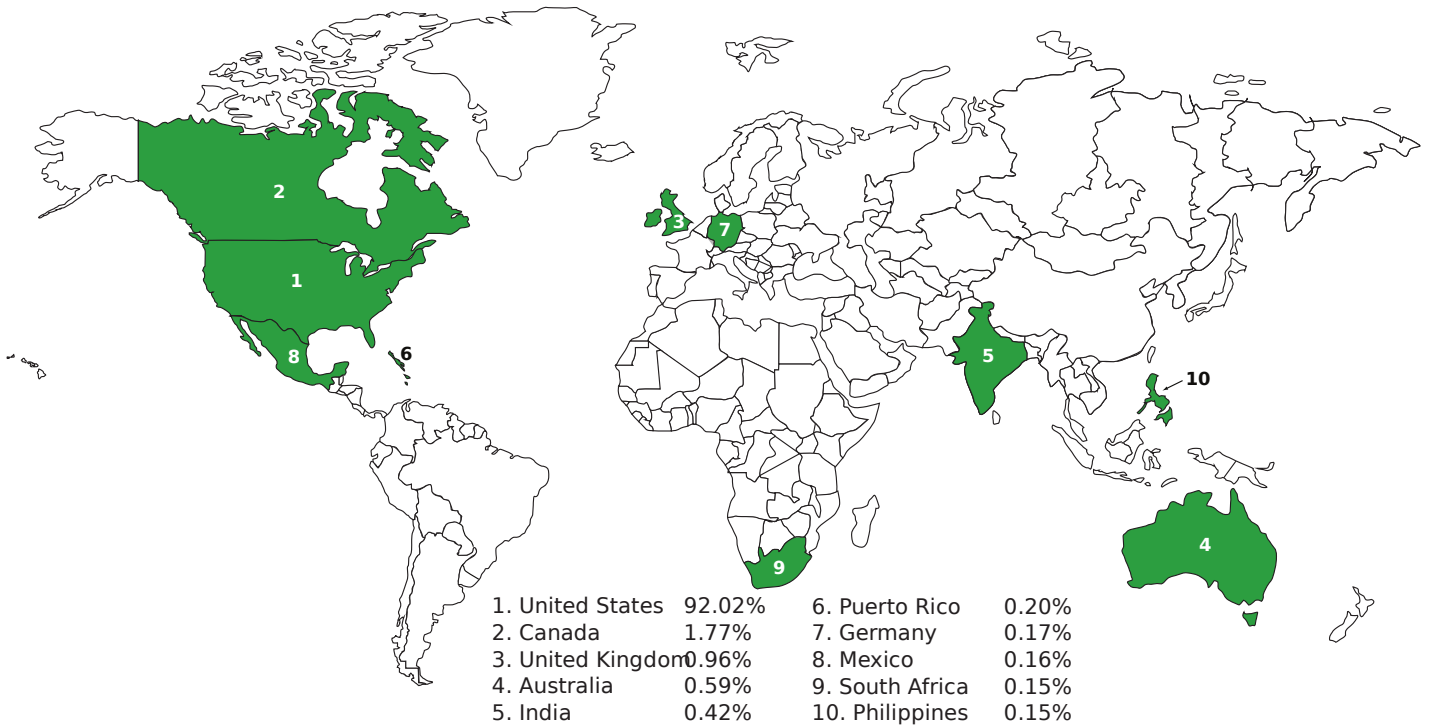 2
3
7
1
6
8
5
10
4
9
1. United States 92.02% 6. Puerto Rico 0.20%
2. Canada 1.77% 7. Germany 0.17%
3. United Kingdom 0.96% 8. Mexico 0.16%
4. Australia 0.59% 9. South Africa 0.15%
5. India 0.42% 10. Philippines 0.15%